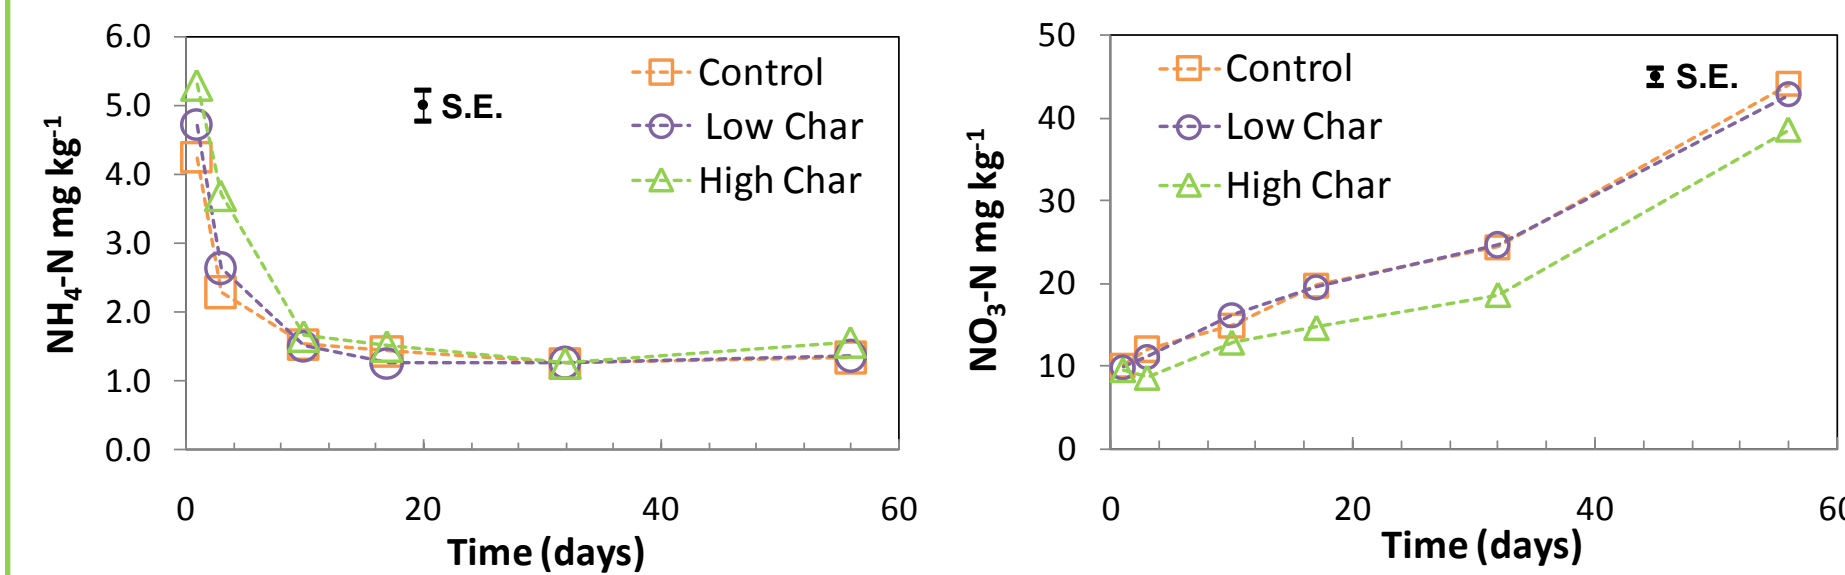 6.0
5.0
4.0
3.0
2.0
1.0
0.0
NH4-N mg kg-1
S.E.
Control
Low Char
High Char
0 20 40 60
Time (days)
50
40
30
20
10
0
NO3-N mg kg-1
Control
Low Char
High Char
S.E.
0 20 40 60
Time (days)